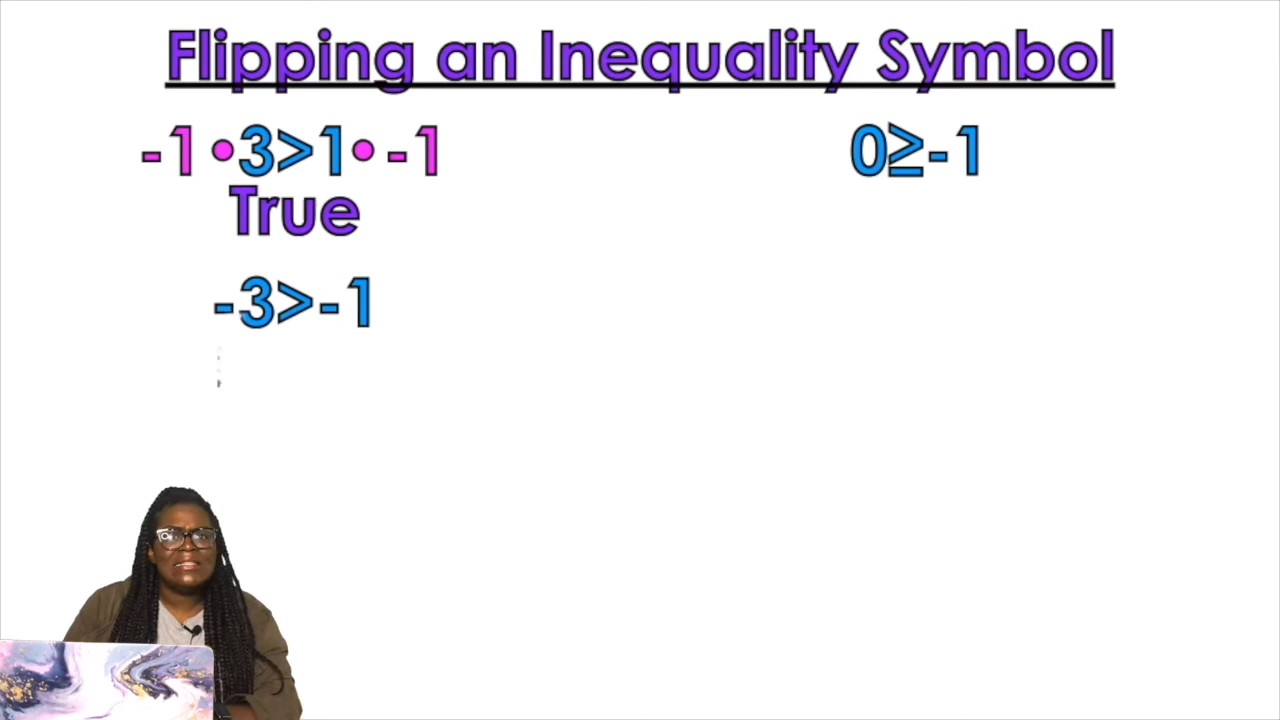 Flipping an Inequality Symbol
-1•3>1•-1
True
-3>-1
0≥-1